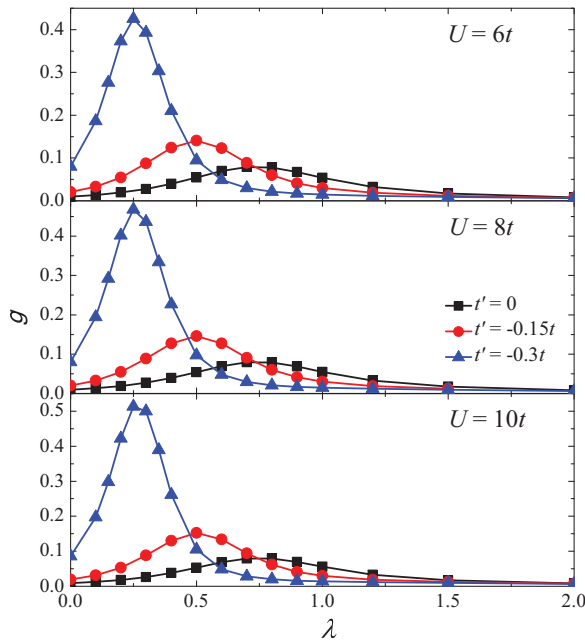 0.4
0.3
0.2
0.1
0.0
U = 6t
0.4
0.3
0.2
0.1
0.0
U = 8t
g
t′ = 0
t′ = -0.15t
t′ = -0.3t
0.5
0.4
0.3
0.2
0.1
0.0
U = 10t
0.0 0.5 1.0 1.5 2.0
λ